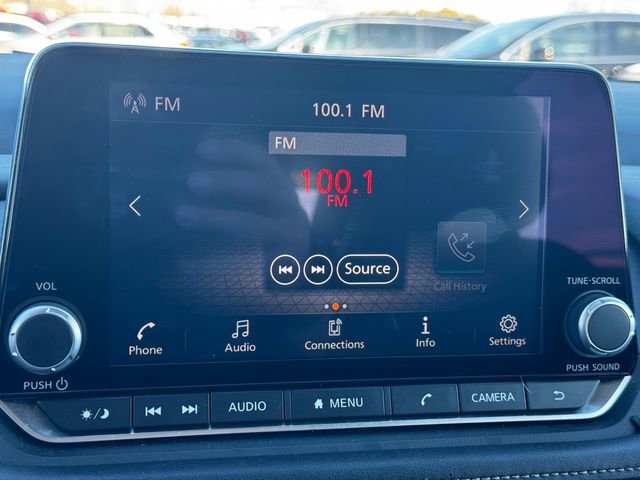 FM
100.1 FM
FM
100.1
FM
Source
Call History
VOL
TUNE·SCROLL
Phone
Audio
Connections
Info
Settings
PUSH
PUSH SOUND
AUDIO
MENU
CAMERA